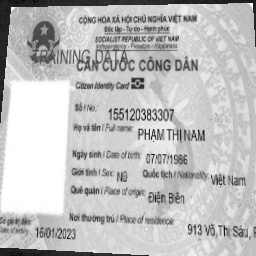 CỘNG HÒA XÃ HỘI CHỦ NGHĨA VIỆT NAM
Độc lập - Tự do - Hạnh phúc
SOCIALIST REPUBLIC OF VIET NAM
Independence - Freedom - Happiness
TRAINING DATA
CĂN CƯỚC CÔNG DÂN
Citizen Identity Card
Số / No.: 155120383307
Họ và tên / Full name:
PHẠM THỊ NAM
Ngày sinh / Date of birth: 07/07/1986
Giới tính / Sex: Nữ Quốc tịch / Nationality: Việt Nam
Quê quán / Place of origin:
Điện Biên
Nơi thường trú / Place of residence:
Có giá trị đến:
Date of expiry
16/01/2023
913 Võ Thị Sáu,